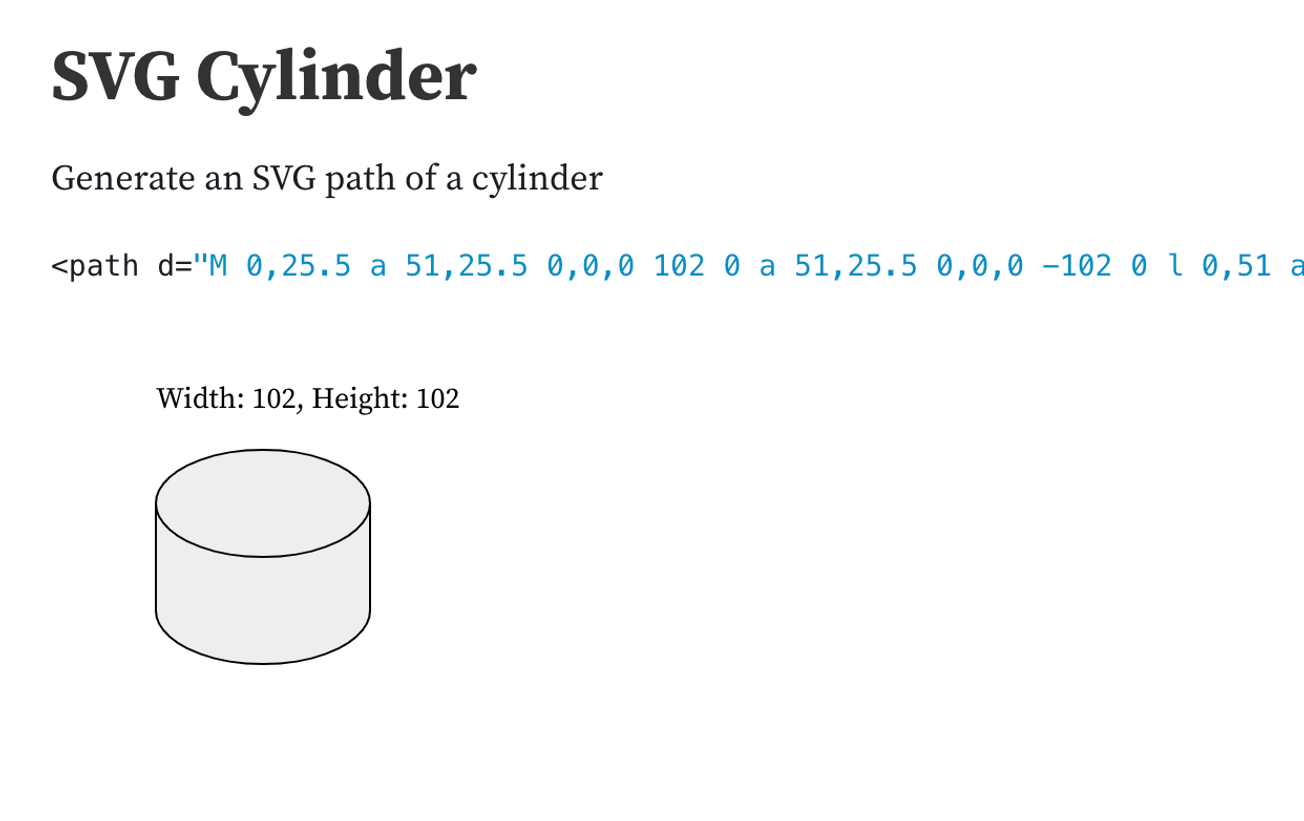 SVG Cylinder
Generate an SVG path of a cylinder
<path d="M 0,25.5 a 51,25.5 0,0,0 102 0 a 51,25.5 0,0,0 −102 0 l 0,51 a
Width: 102, Height: 102